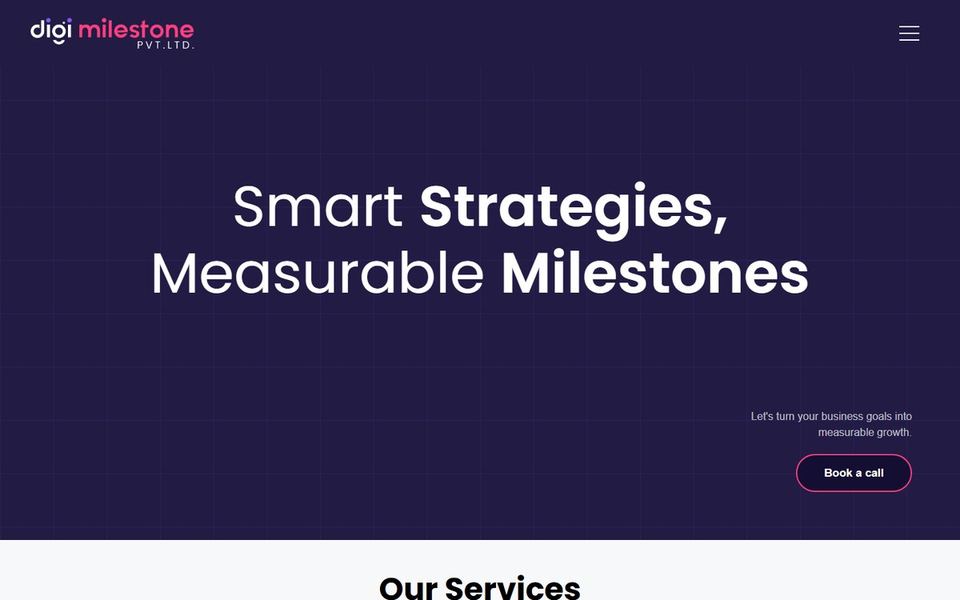 digi milestone
PVT.LTD.
Smart Strategies,
Measurable Milestones
Let's turn your business goals into
measurable growth.
Book a call
Our Services